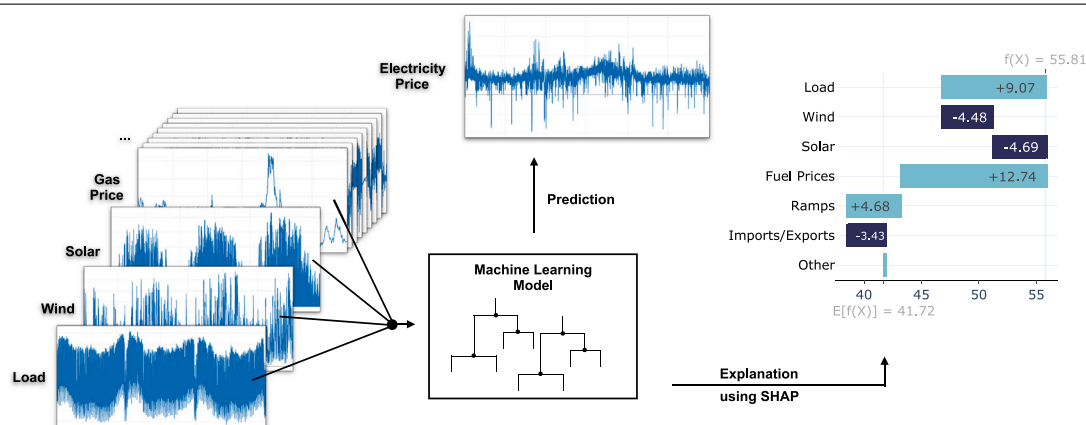 ...
Gas
Price
Solar
Wind
Load
Electricity
Price
Prediction
Machine Learning
Model
Explanation
using SHAP
f(X) = 55.81
Load
+9.07
Wind
-4.48
Solar
-4.69
Fuel Prices
+12.74
Ramps
+4.68
Imports/Exports
-3.43
Other
40 45 50 55
E[f(X)] = 41.72